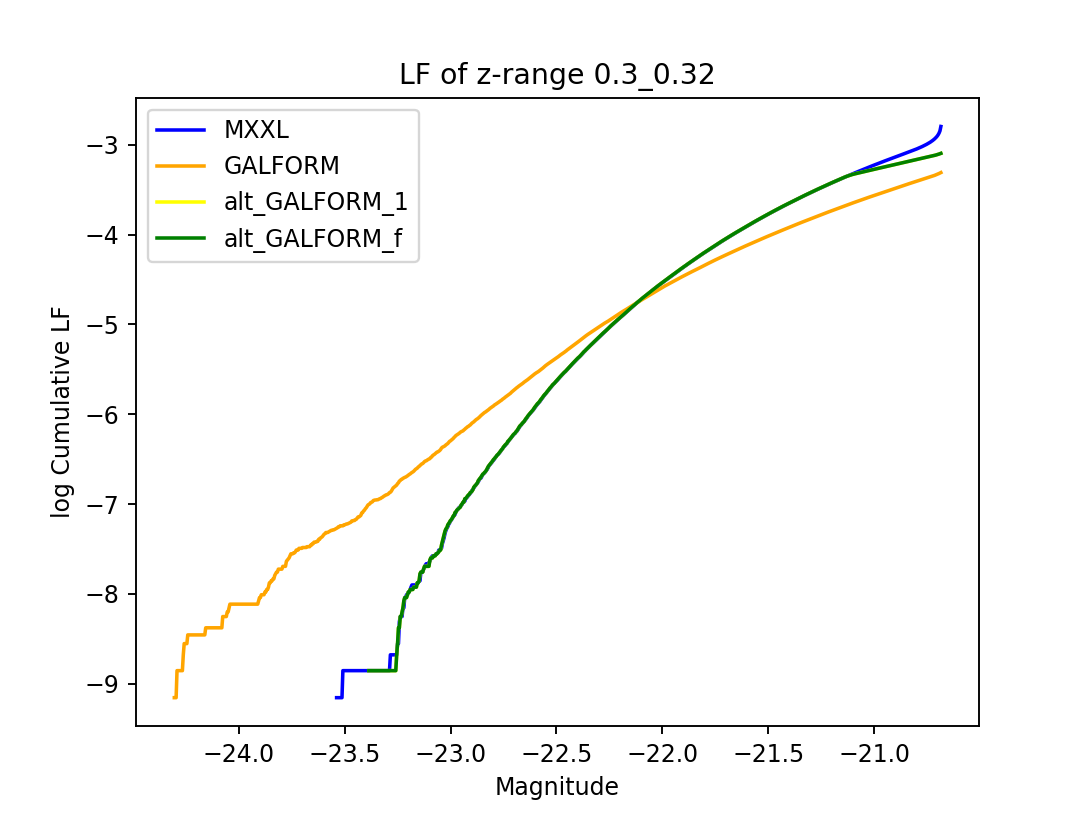 LF of z-range 0.3_0.32
MXXL
GALFORM
alt_GALFORM_1
alt_GALFORM_f
log Cumulative LF
−3
−4
−5
−6
−7
−8
−9
−24.0 −23.5 −23.0 −22.5 −22.0 −21.5 −21.0
Magnitude